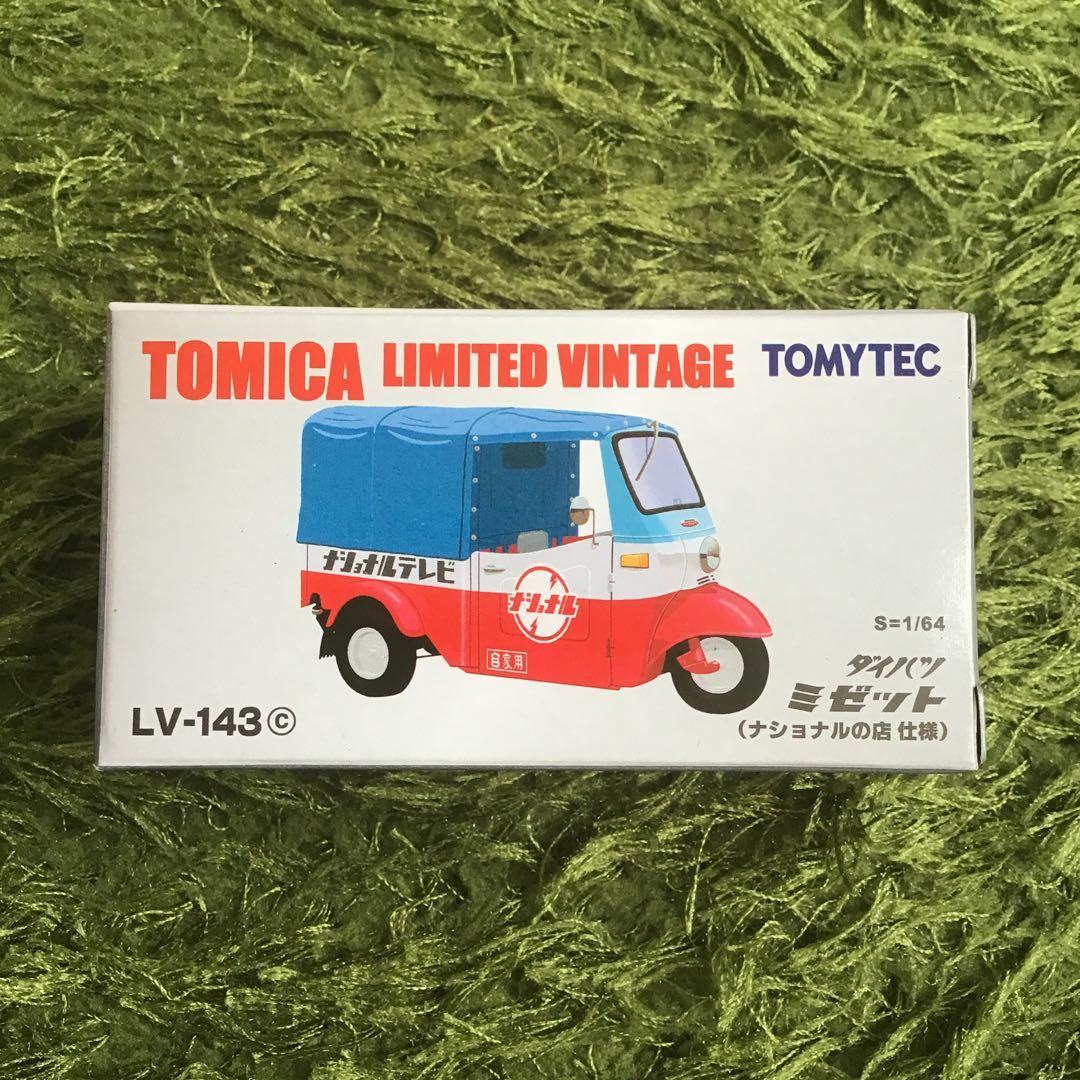 TOMICA LIMITED VINTAGE TOMYTEC
ナショナルテレビ
ナショナル
自家用
S=1/64
ダイハツ
ミゼット
(ナショナルの店 仕様)
LV-143ⓒ